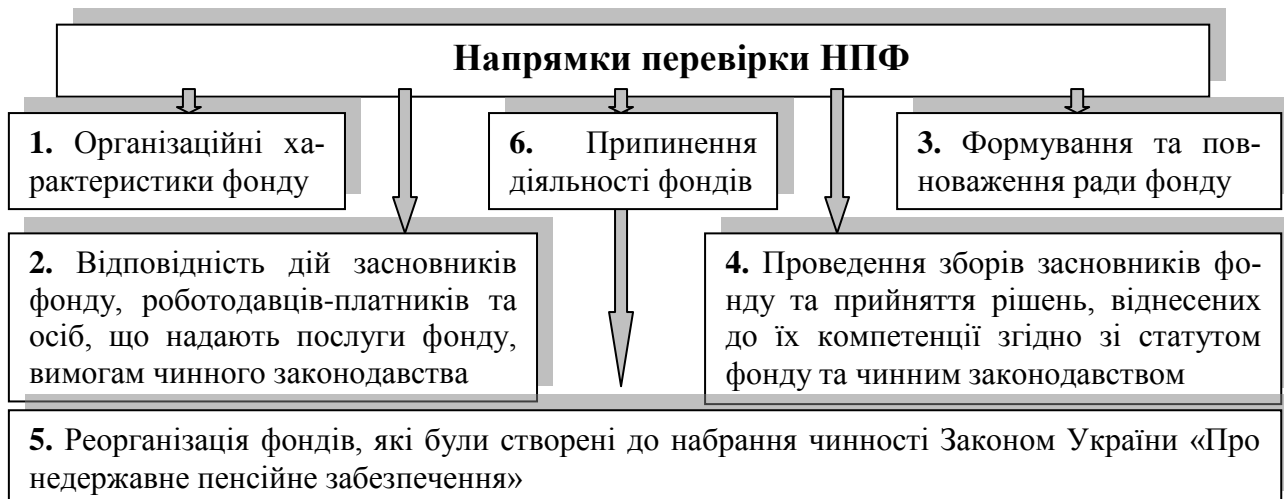 Напрямки перевірки НПФ
1. Організаційні ха-
рактеристики фонду
6. Припинення
діяльності фондів
3. Формування та пов-
новаження ради фонду
2. Відповідність дій засновників
фонду, роботодавців-платників та
осіб, що надають послуги фонду,
вимогам чинного законодавства
4. Проведення зборів засновників фо-
нду та прийняття рішень, віднесених
до їх компетенції згідно зі статутом
фонду та чинним законодавством
5. Реорганізація фондів, які були створені до набрання чинності Законом України «Про
недержавне пенсійне забезпечення»